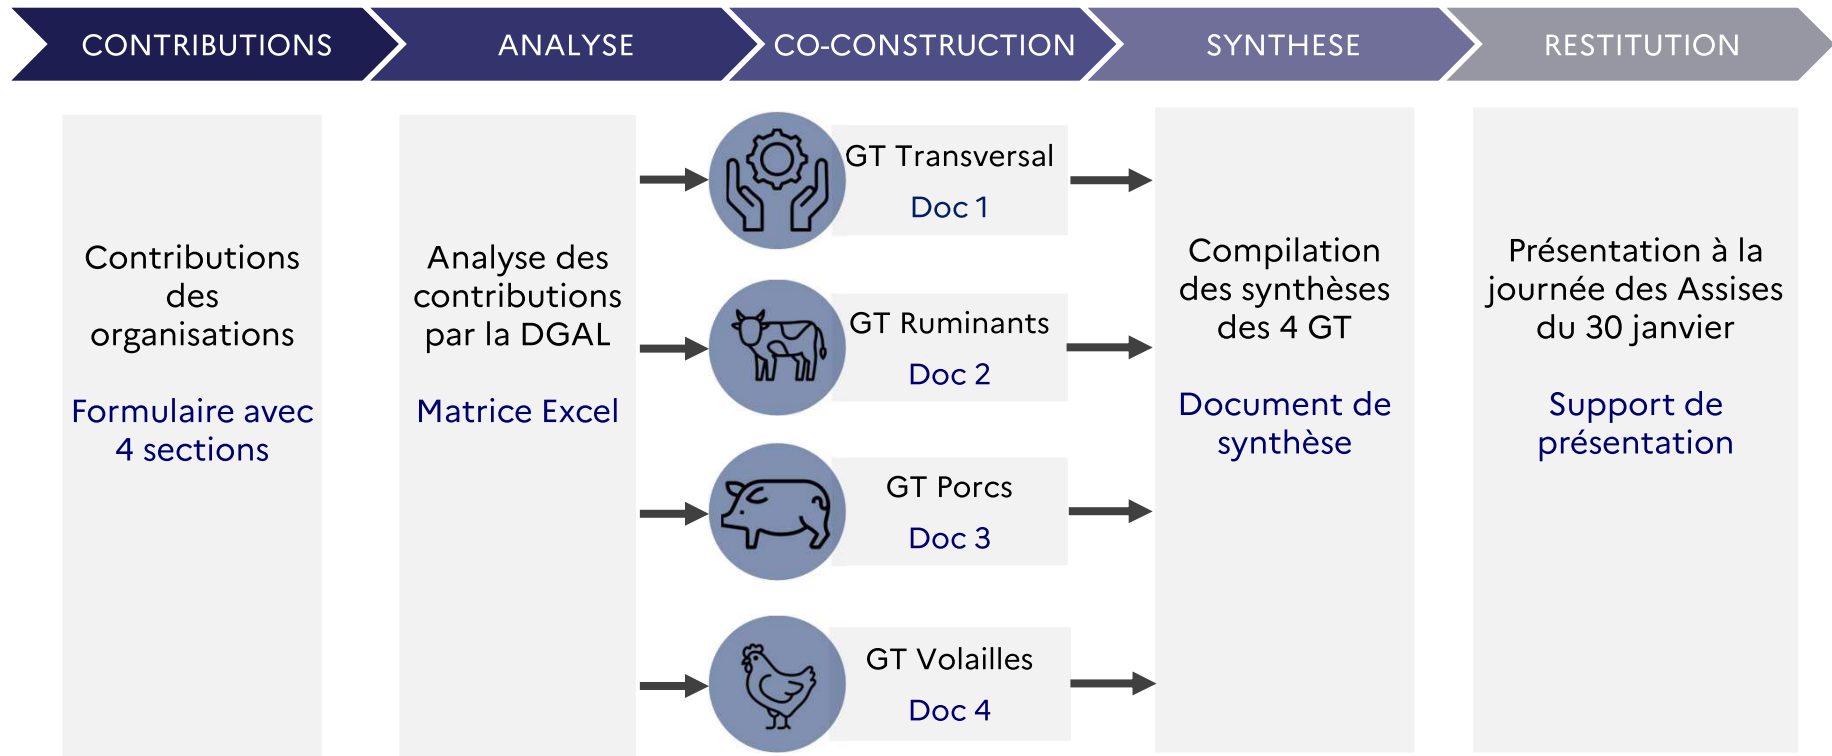 CONTRIBUTIONS
ANALYSE
CO-CONSTRUCTION
SYNTHESE
RESTITUTION
Contributions
des
organisations
Formulaire avec
4 sections
Analyse des
contributions
par la DGAL
Matrice Excel
GT Transversal
Doc 1
GT Ruminants
Doc 2
GT Porcs
Doc 3
GT Volailles
Doc 4
Compilation
des synthèses
des 4 GT
Document de
synthèse
Présentation à la
journée des Assises
du 30 janvier
Support de
présentation